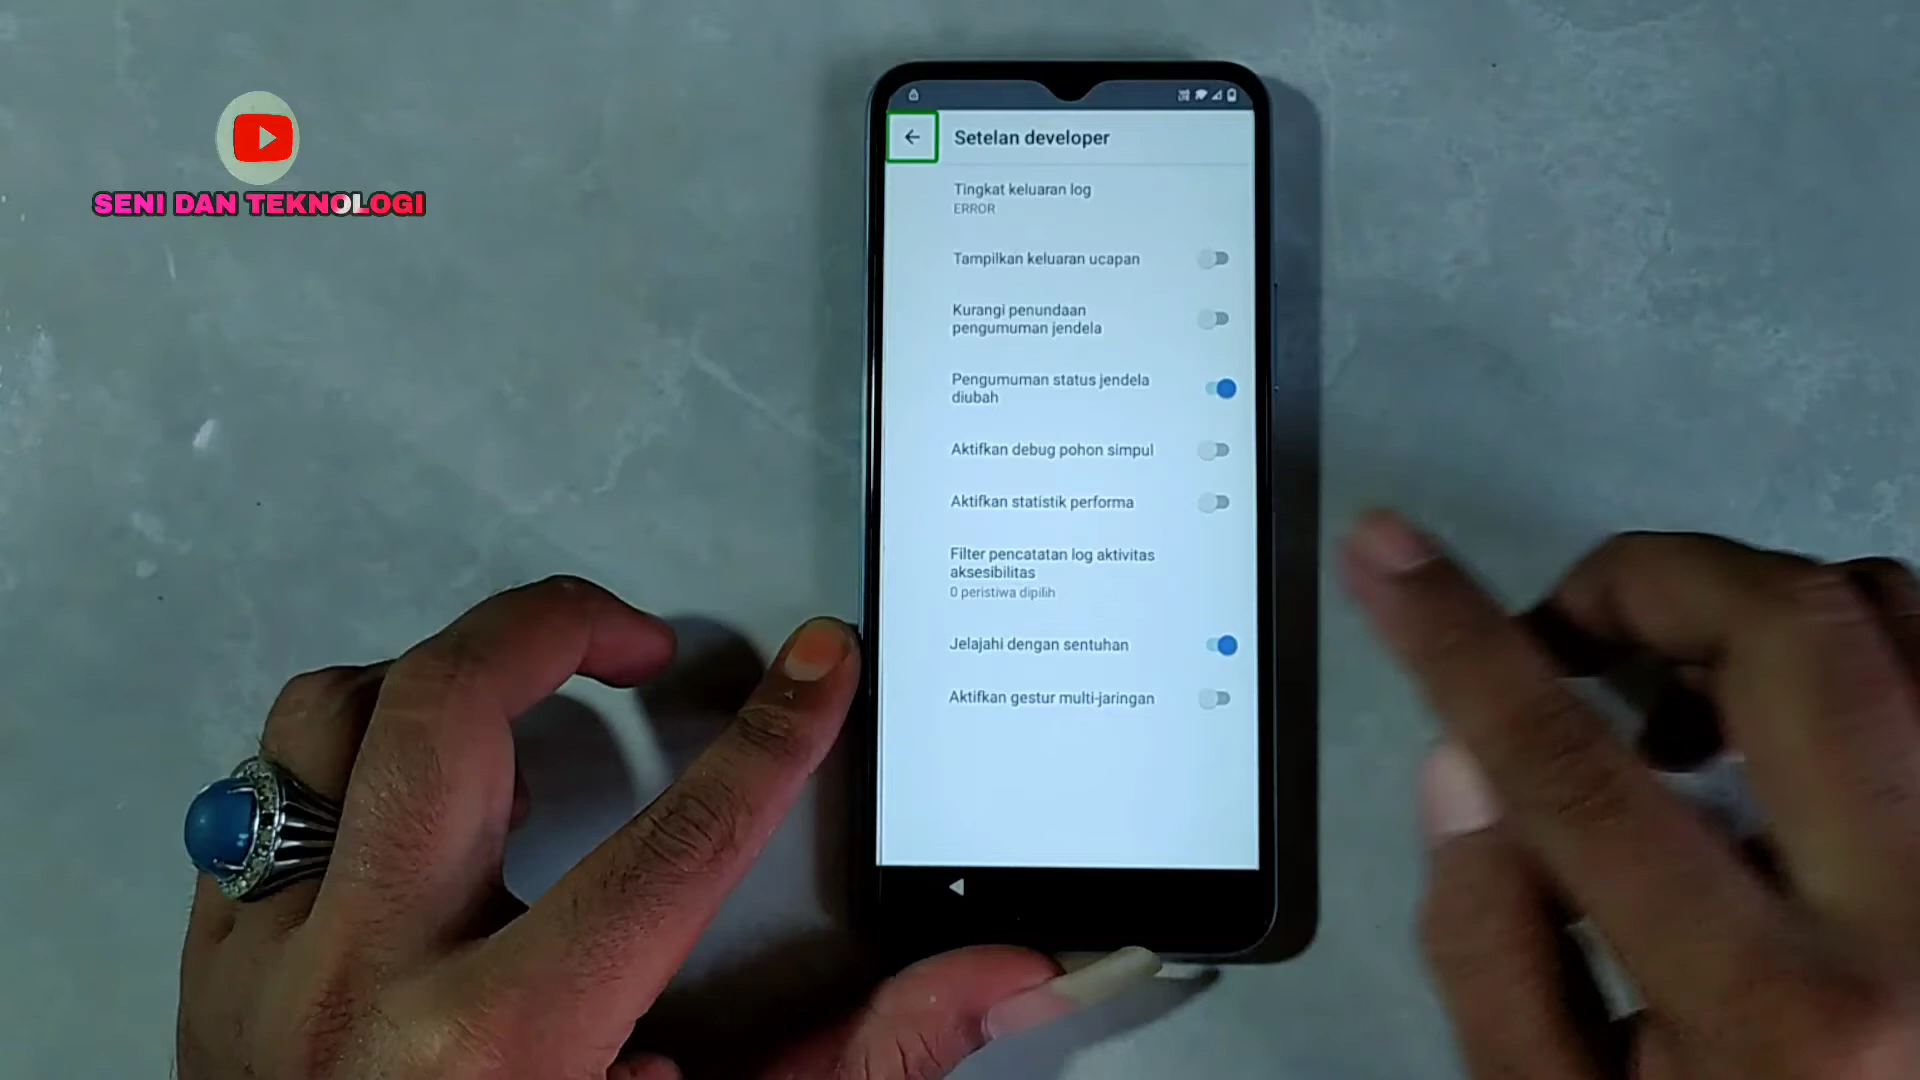 SENI DAN TEKNOLOGI
Setelan developer
Tingkat keluaran log
ERROR
Tampilkan keluaran ucapan
Kurangi penundaan
pengumuman jendela
Pengumuman status jendela
diubah
Aktifkan debug pohon simpul
Aktifkan statistik performa
Filter pencatatan log aktivitas
aksesibilitas
0 peristiwa dipilih
Jelajahi dengan sentuhan
Aktifkan gestur multi-jaringan